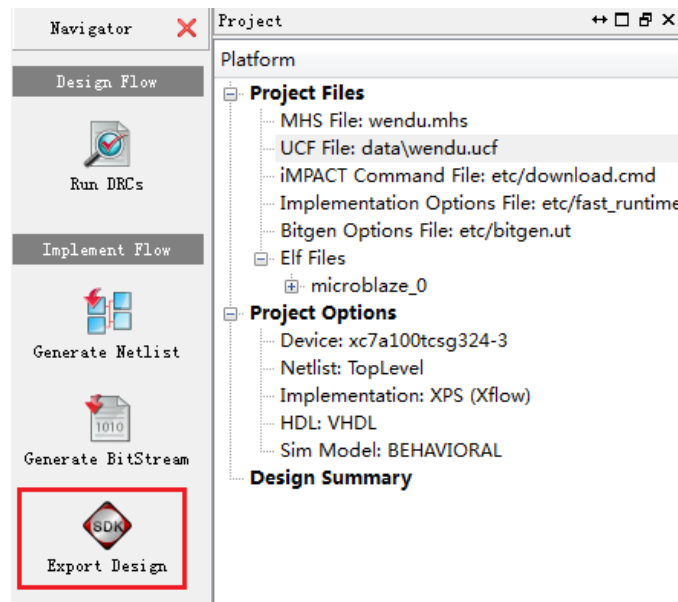 Navigator
Design Flow
Run DRCs
Implement Flow
Generate Netlist
1010
Generate BitStream
SDK
Export Design
Project
Platform
Project Files
MHS File: wendu.mhs
UCF File: data\wendu.ucf
iMPACT Command File: etc/download.cmd
Implementation Options File: etc/fast_runtime
Bitgen Options File: etc/bitgen.ut
Elf Files
microblaze_0
Project Options
Device: xc7a100tcsg324-3
Netlist: TopLevel
Implementation: XPS (Xflow)
HDL: VHDL
Sim Model: BEHAVIORAL
Design Summary